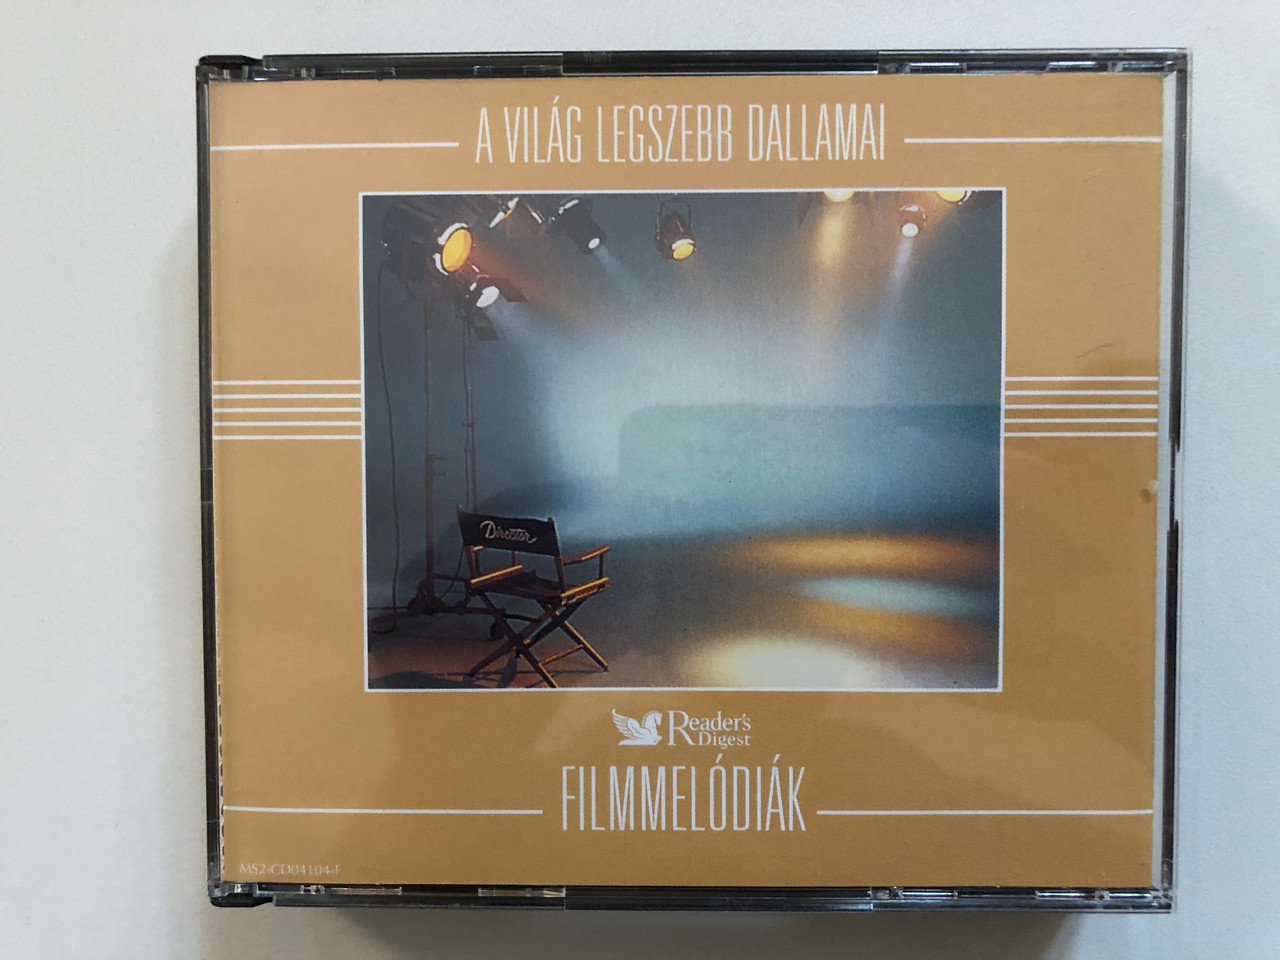 A VILÁG LEGSZEBB DALLAMAI
Director
Reader's
Digest
FILMMELÓDIÁK
MS2-CD04104-F